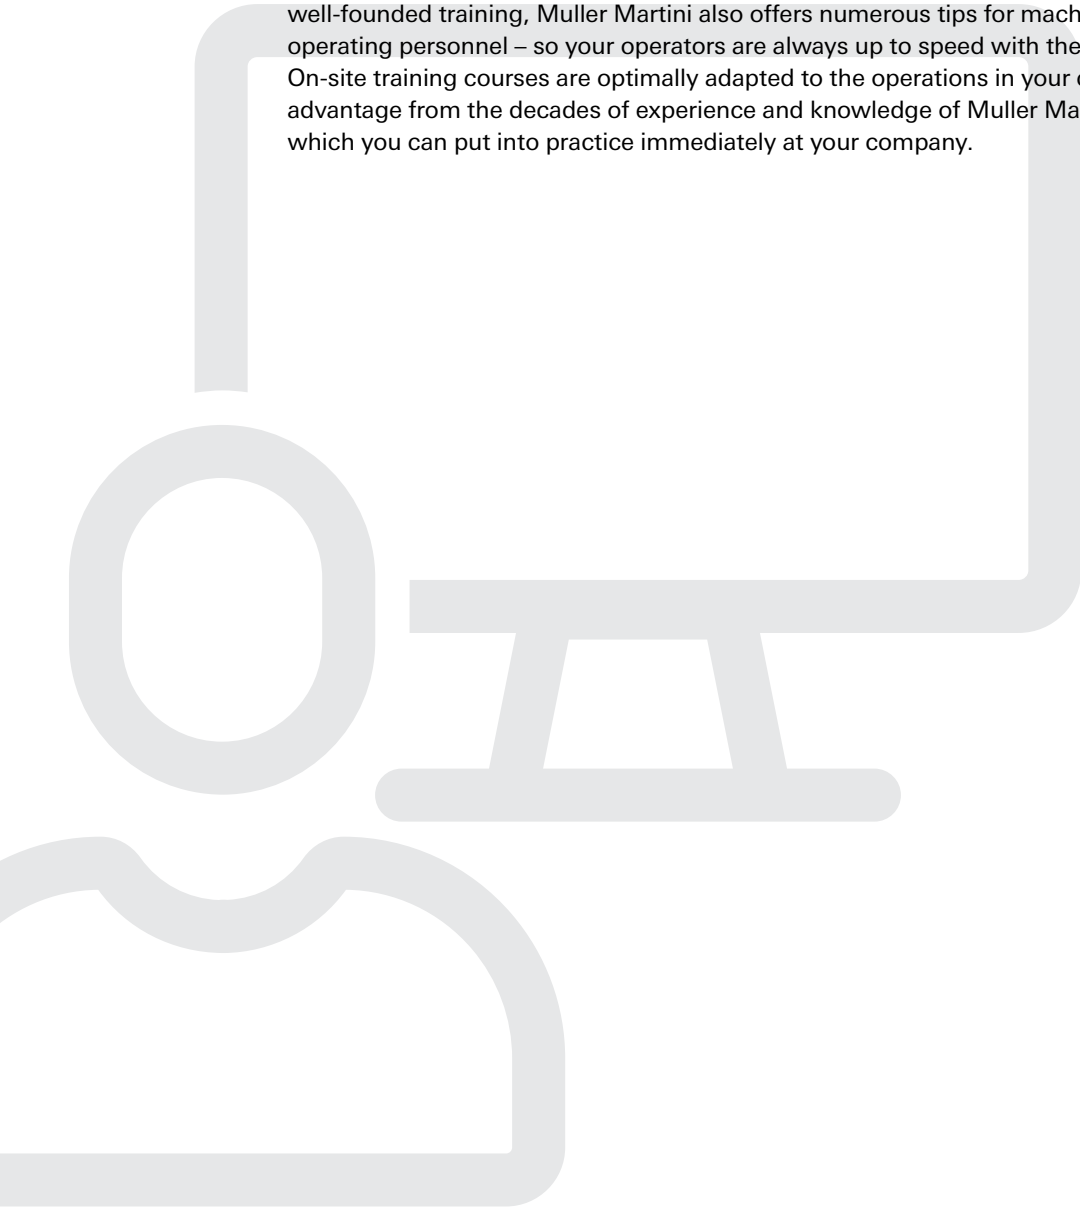 well-founded training, Muller Martini also offers numerous tips for mach
operating personnel – so your operators are always up to speed with the
On-site training courses are optimally adapted to the operations in your
advantage from the decades of experience and knowledge of Muller Ma
which you can put into practice immediately at your company.